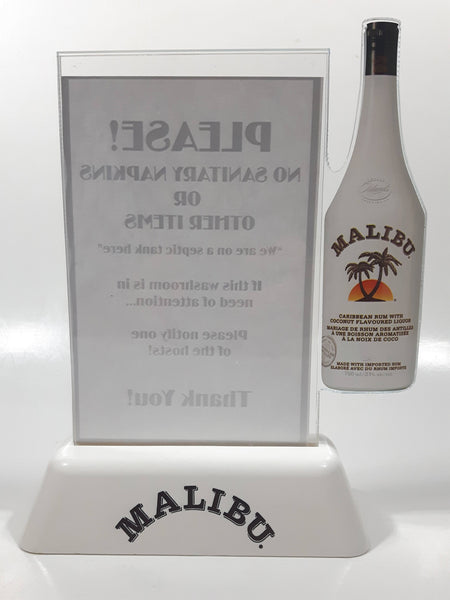 PLEASE!
NO SANITARY NAPKINS
OR
OTHER ITEMS
"We are on a septic tank here"
If this washroom is in
need of attention...
Please notify one
of the hosts!
Thank You!
MALIBU
CARIBBEAN RUM WITH
COCONUT FLAVOURED LIQUOR
MARIAGE DE RHUM DES ANTILLES
À UNE BOISSON AROMATISÉE
À LA NOIX DE COCO
MADE WITH IMPORTED RUM
ÉLABORÉ AVEC DU RHUM IMPORTÉ
MALIBU